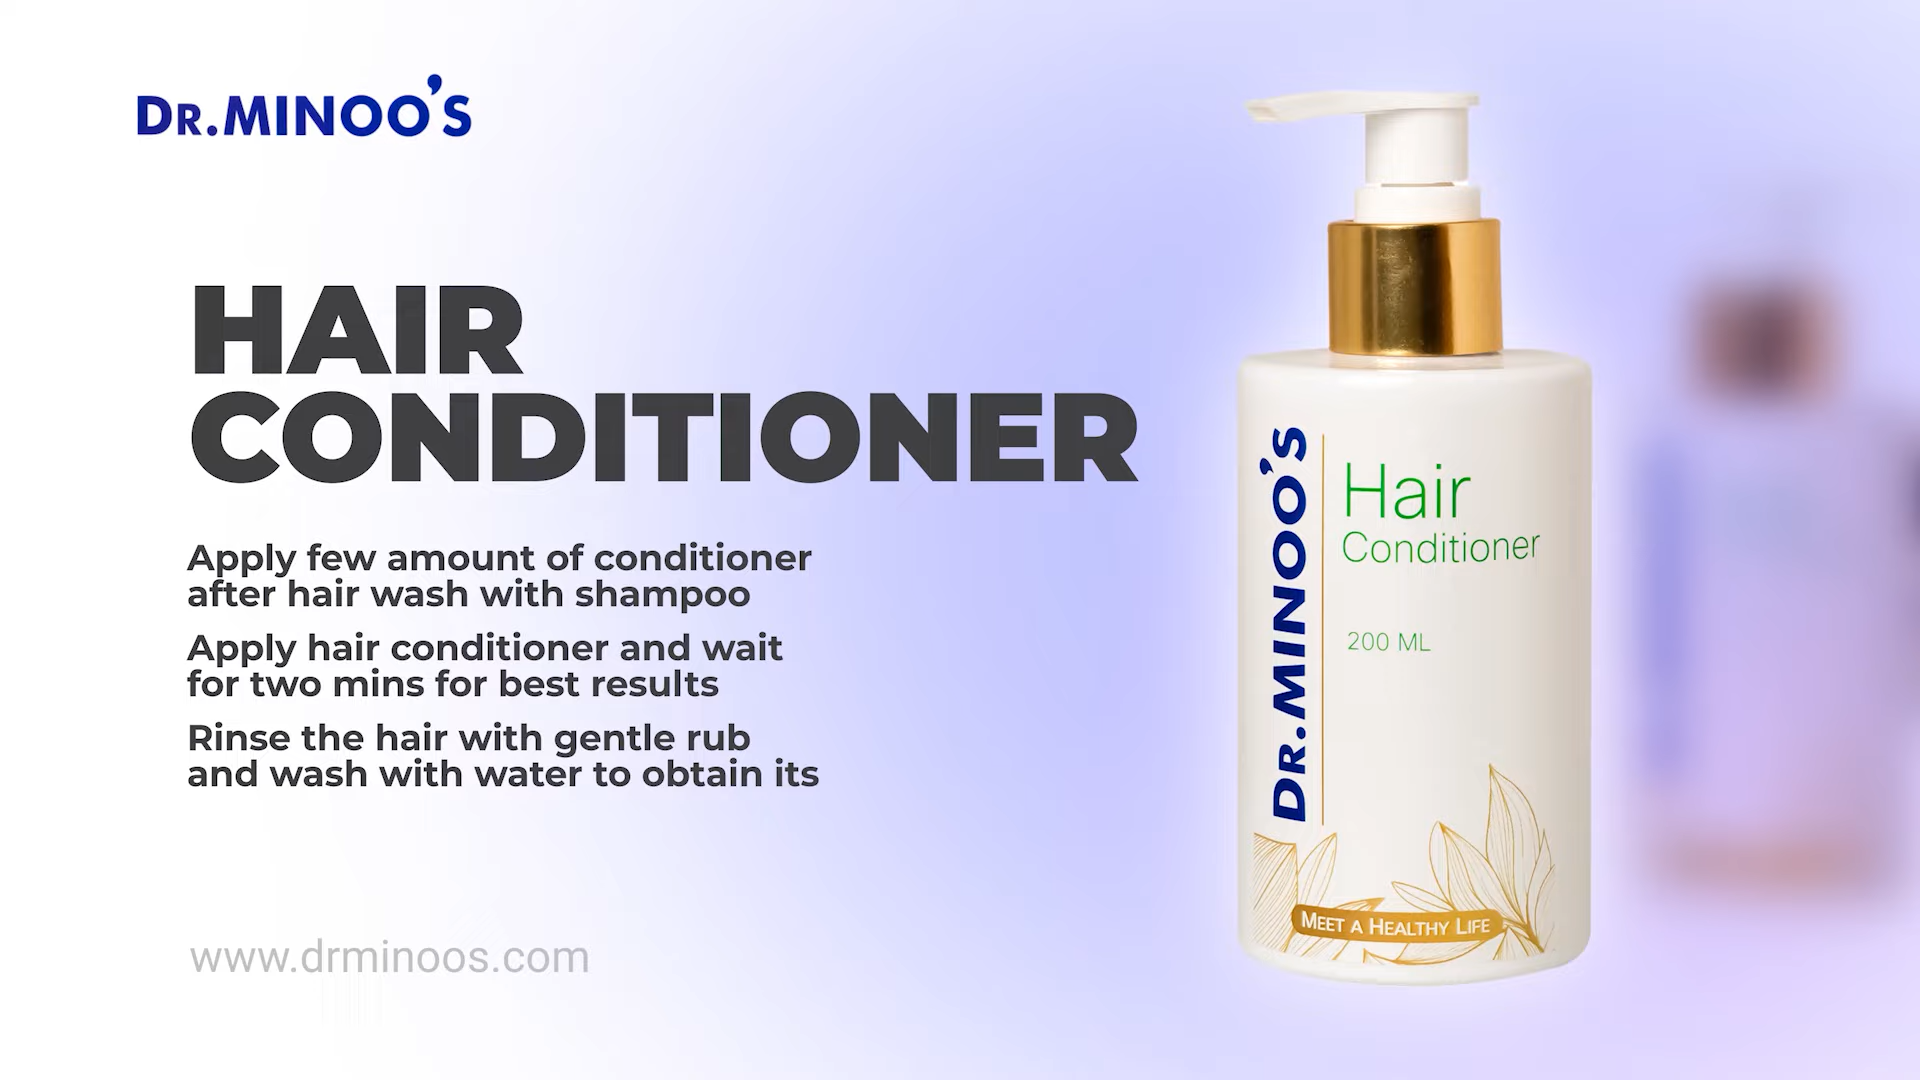 DR.MINOO'S
HAIR
CONDITIONER
Apply few amount of conditioner
after hair wash with shampoo
Apply hair conditioner and wait
for two mins for best results
Rinse the hair with gentle rub
and wash with water to obtain its
www.drminoos.com
DR.MINOO'S
Hair
Conditioner
200 ML
MEET A HEALTHY LIFE